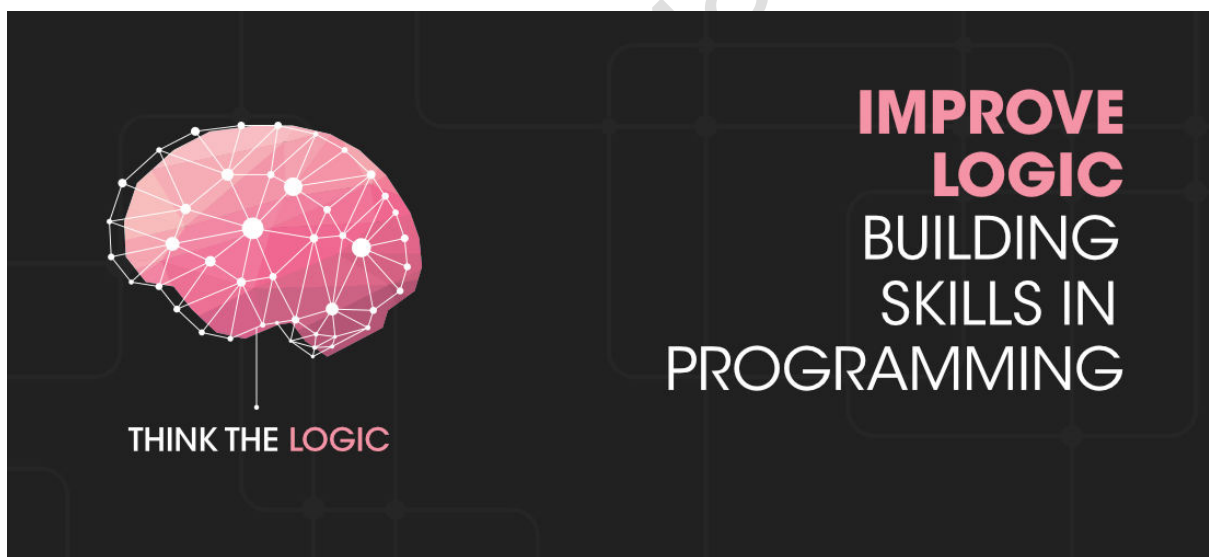 IMPROVE
LOGIC
BUILDING
SKILLS IN
PROGRAMMING
THINK THE LOGIC